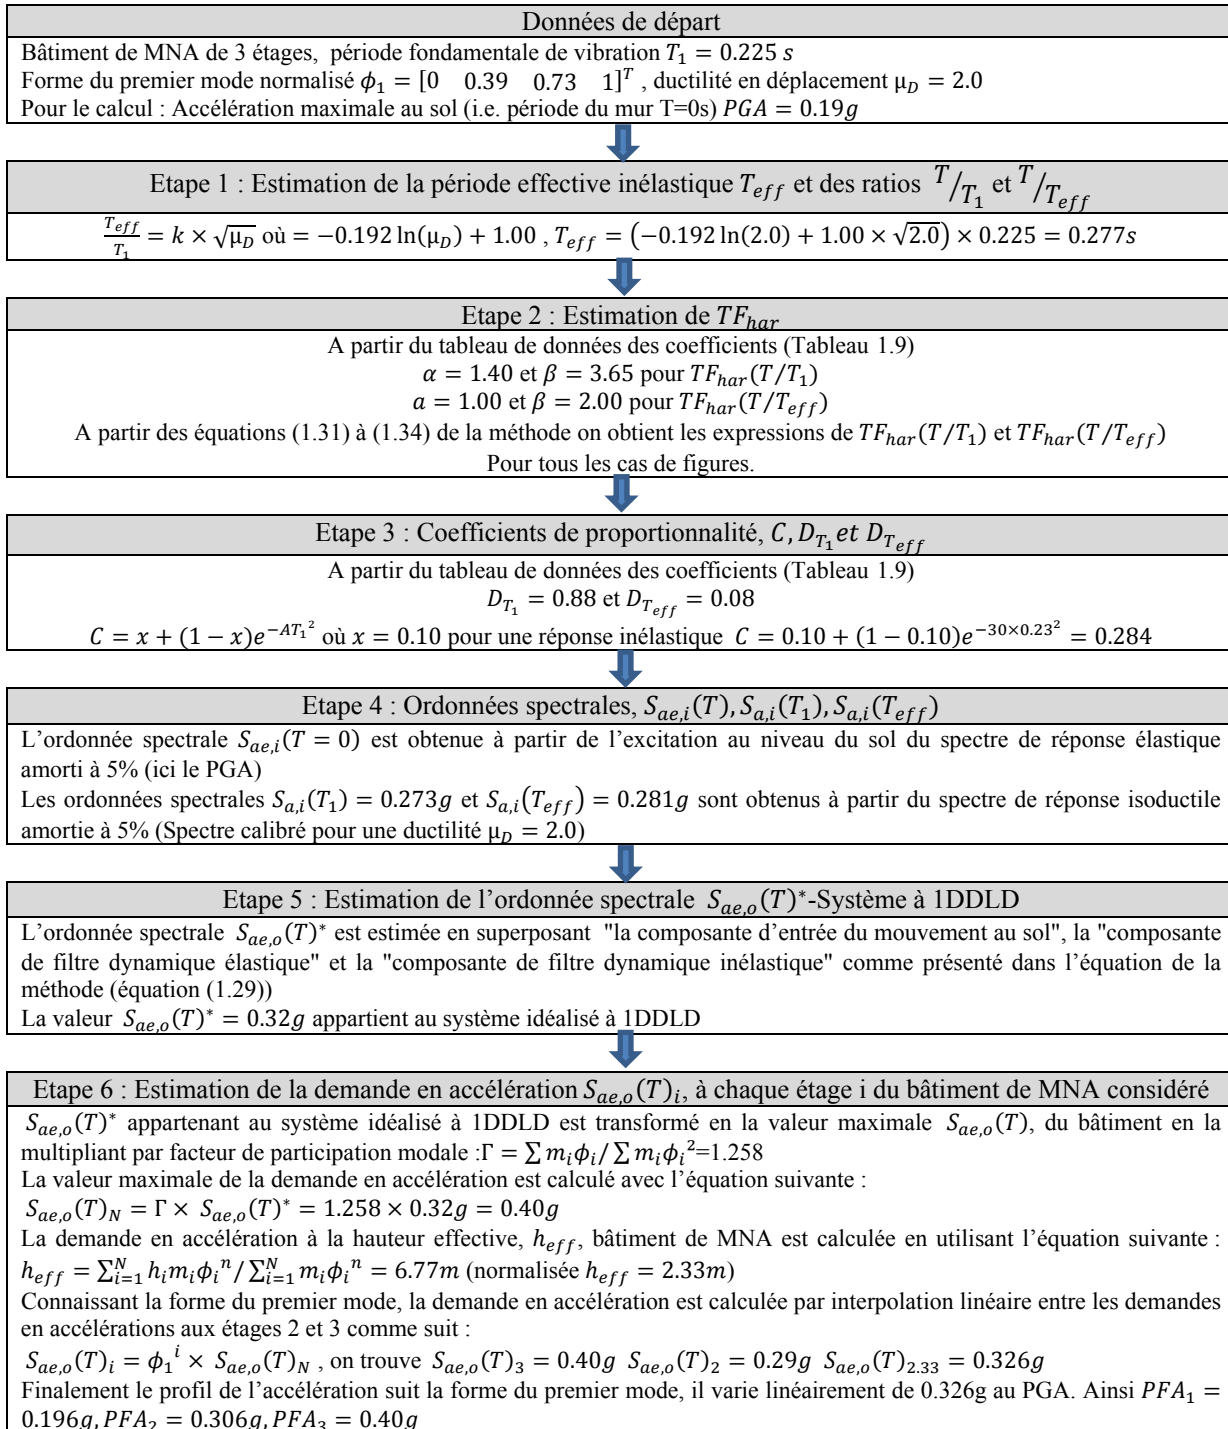 Données de départ
Bâtiment de MNA de 3 étages, période fondamentale de vibration T₁ = 0.225 s
Forme du premier mode normalisé ϕ₁ = [0 0.39 0.73 1]ᵀ , ductilité en déplacement µ_D = 2.0
Pour le calcul : Accélération maximale au sol (i.e. période du mur T=0s) PGA = 0.19g
Etape 1 : Estimation de la période effective inélastique T_eff et des ratios T/T₁ et T/T_eff
T_eff/T₁ = k × √µ_D où = −0.192 ln(µ_D) + 1.00 , T_eff = (−0.192 ln(2.0) + 1.00 × √2.0) × 0.225 = 0.277s
Etape 2 : Estimation de TF_har
A partir du tableau de données des coefficients (Tableau 1.9)
α = 1.40 et β = 3.65 pour TF_har(T/T₁)
a = 1.00 et β = 2.00 pour TF_har(T/T_eff)
A partir des équations (1.31) à (1.34) de la méthode on obtient les expressions de TF_har(T/T₁) et TF_har(T/T_eff)
Pour tous les cas de figures.
Etape 3 : Coefficients de proportionnalité, C, D_T₁ et D_T_eff
A partir du tableau de données des coefficients (Tableau 1.9)
D_T₁ = 0.88 et D_T_eff = 0.08
C = x + (1 − x)e^(−AT₁²) où x = 0.10 pour une réponse inélastique C = 0.10 + (1 − 0.10)e^(−30×0.23²) = 0.284
Etape 4 : Ordonnées spectrales, S_ae,i(T), S_a,i(T₁), S_a,i(T_eff)
L'ordonnée spectrale S_ae,i(T = 0) est obtenue à partir de l'excitation au niveau du sol du spectre de réponse élastique
amorti à 5% (ici le PGA)
Les ordonnées spectrales S_a,i(T₁) = 0.273g et S_a,i(T_eff) = 0.281g sont obtenus à partir du spectre de réponse isoductile
amortie à 5% (Spectre calibré pour une ductilité µ_D = 2.0)
Etape 5 : Estimation de l'ordonnée spectrale S_ae,o(T)*-Système à 1DDLD
L'ordonnée spectrale S_ae,o(T)* est estimée en superposant "la composante d'entrée du mouvement au sol", la "composante
de filtre dynamique élastique" et la "composante de filtre dynamique inélastique" comme présenté dans l'équation de la
méthode (équation (1.29))
La valeur S_ae,o(T)* = 0.32g appartient au système idéalisé à 1DDLD
Etape 6 : Estimation de la demande en accélération S_ae,o(T)_i, à chaque étage i du bâtiment de MNA considéré
S_ae,o(T)* appartenant au système idéalisé à 1DDLD est transformé en la valeur maximale S_ae,o(T), du bâtiment en la
multipliant par facteur de participation modale :Γ = ∑ m_iϕ_i/∑ m_iϕ_i²=1.258
La valeur maximale de la demande en accélération est calculé avec l'équation suivante :
S_ae,o(T)_N = Γ × S_ae,o(T)* = 1.258 × 0.32g = 0.40g
La demande en accélération à la hauteur effective, h_eff, bâtiment de MNA est calculée en utilisant l'équation suivante :
h_eff = ∑_{i=1}^N h_i m_i ϕ_i^n / ∑_{i=1}^N m_i ϕ_i^n = 6.77m (normalisée h_eff = 2.33m)
Connaissant la forme du premier mode, la demande en accélération est calculée par interpolation linéaire entre les demandes
en accélérations aux étages 2 et 3 comme suit :
S_ae,o(T)_i = ϕ₁^i × S_ae,o(T)_N , on trouve S_ae,o(T)₃ = 0.40g S_ae,o(T)₂ = 0.29g S_ae,o(T)_2.33 = 0.326g
Finalement le profil de l'accélération suit la forme du premier mode, il varie linéairement de 0.326g au PGA. Ainsi PFA₁ =
0.196g, PFA₂ = 0.306g, PFA₃ = 0.40g